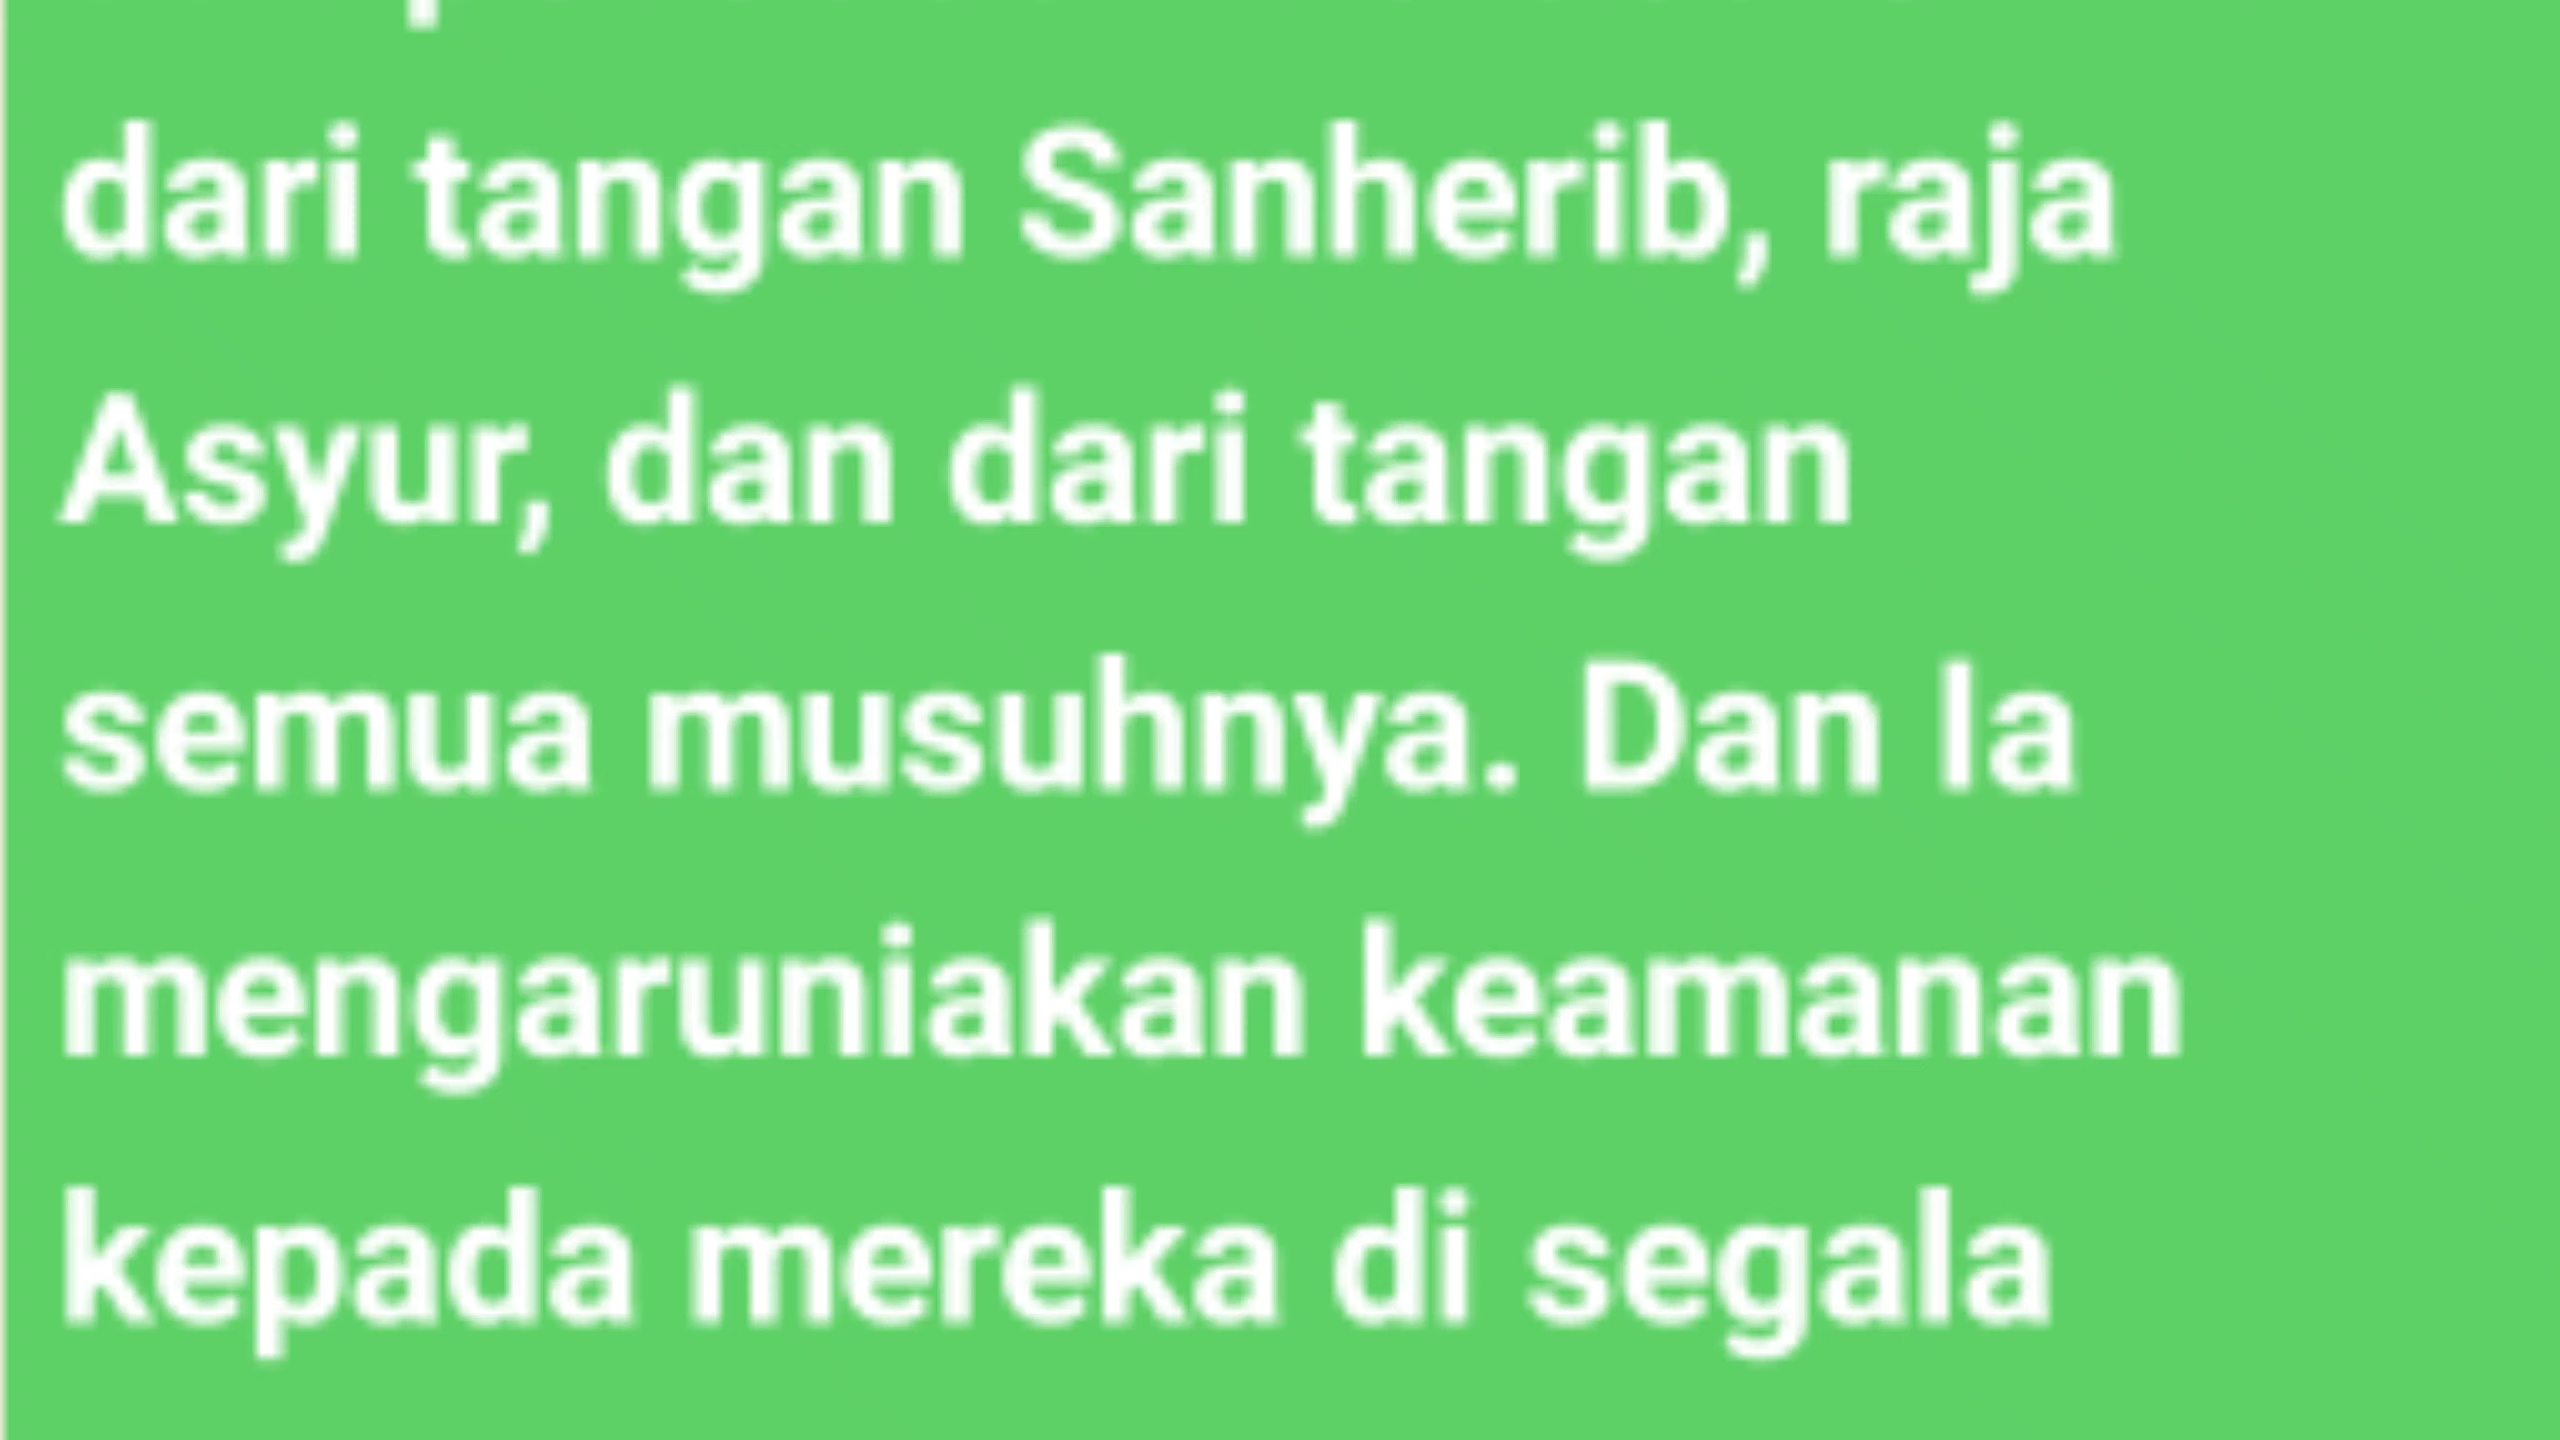 dari tangan Sanherib, raja
Asyur, dan dari tangan
semua musuhnya. Dan Ia
mengaruniakan keamanan
kepada mereka di segala